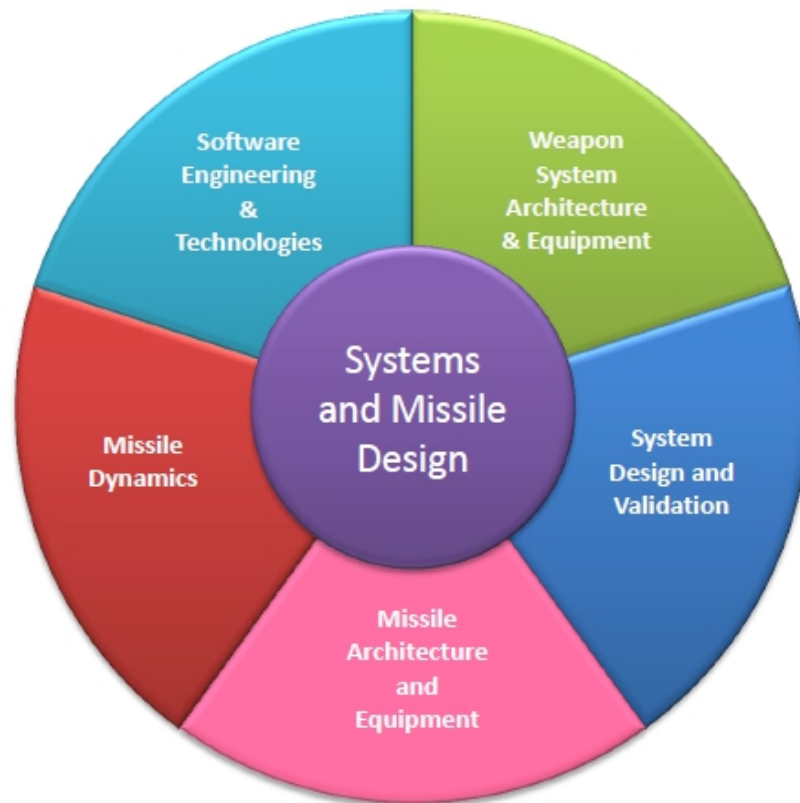 Software
Engineering
&
Technologies
Weapon
System
Architecture
& Equipment
Systems
and Missile
Design
Missile
Dynamics
System
Design and
Validation
Missile
Architecture
and
Equipment